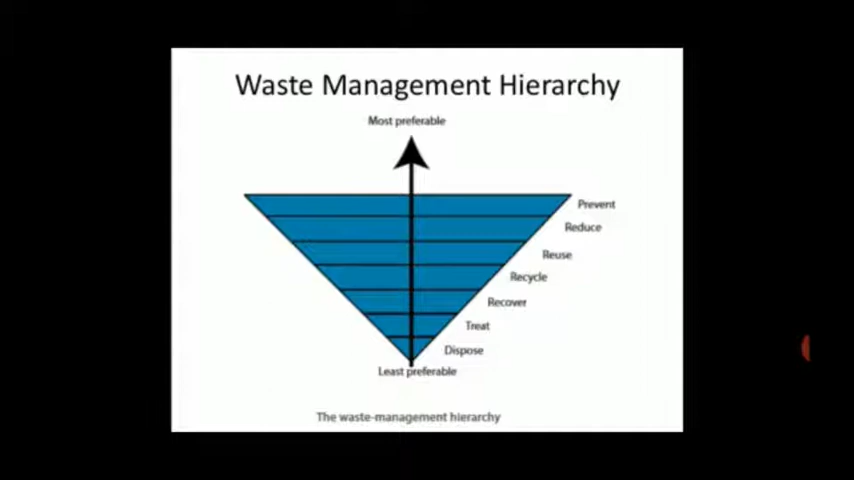 Waste Management Hierarchy
Most preferable
Prevent
Reduce
Reuse
Recycle
Recover
Treat
Dispose
Least preferable
The waste-management hierarchy